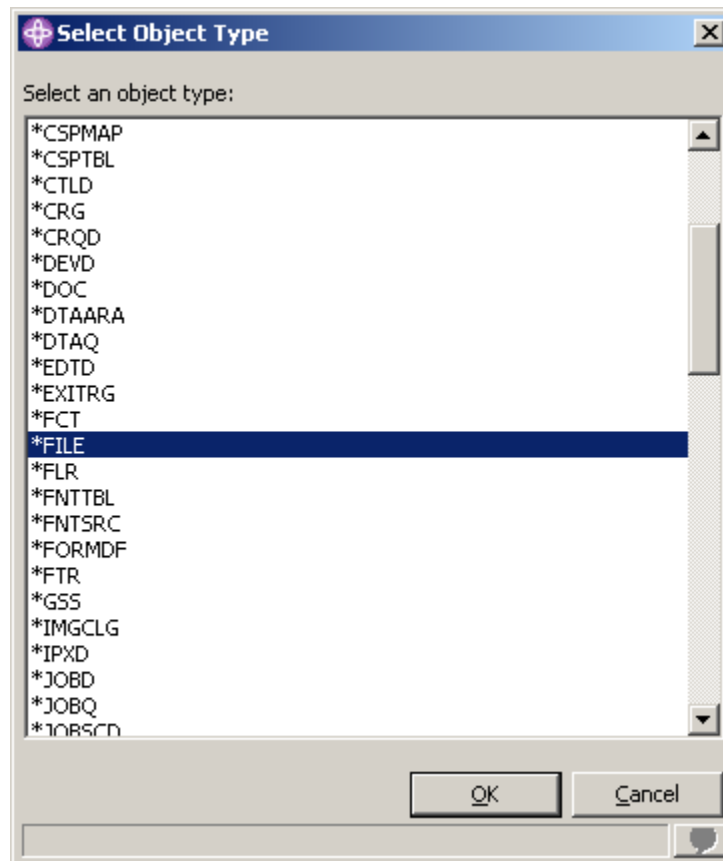 Select Object Type
Select an object type:
*CSPMAP
*CSPTBL
*CTLD
*CRG
*CRQD
*DEVD
*DOC
*DTAARA
*DTAQ
*EDTD
*EXITRG
*FCT
*FILE
*FLR
*FNTTBL
*FNTSRC
*FORMDF
*FTR
*GSS
*IMGCLG
*IPXD
*JOBD
*JOBQ
*JOBSCD
OK
Cancel